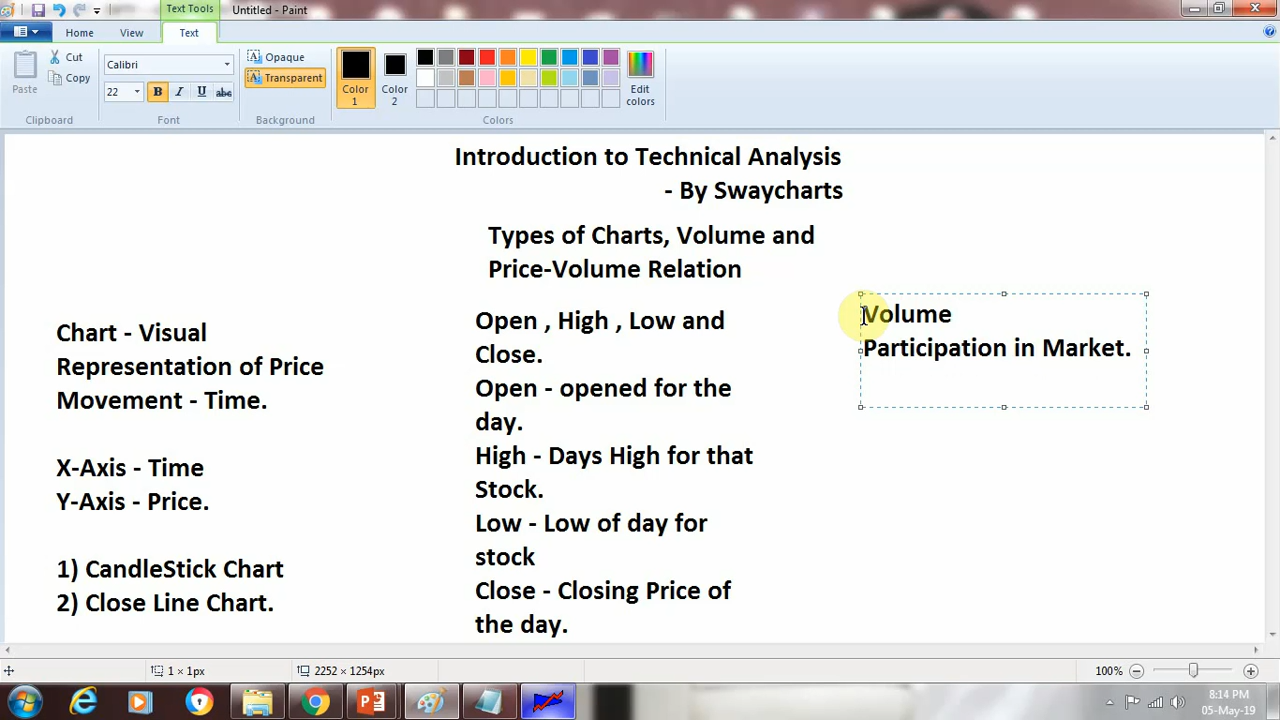 Text Tools
Untitled - Paint
Home
View
Text
Paste
Cut
Copy
Clipboard
Calibri
22
B
I
U
abc
Font
Opaque
Transparent
Background
Color
1
Color
2
Colors
Edit
colors
Introduction to Technical Analysis
- By Swaycharts
Types of Charts, Volume and
Price-Volume Relation
Chart - Visual
Representation of Price
Movement - Time.
X-Axis - Time
Y-Axis - Price.
1) CandleStick Chart
2) Close Line Chart.
Open , High , Low and
Close.
Open - opened for the
day.
High - Days High for that
Stock.
Low - Low of day for
stock
Close - Closing Price of
the day.
Volume
Participation in Market.
1 × 1px
2252 × 1254px
100%
8:14 PM
05-May-19